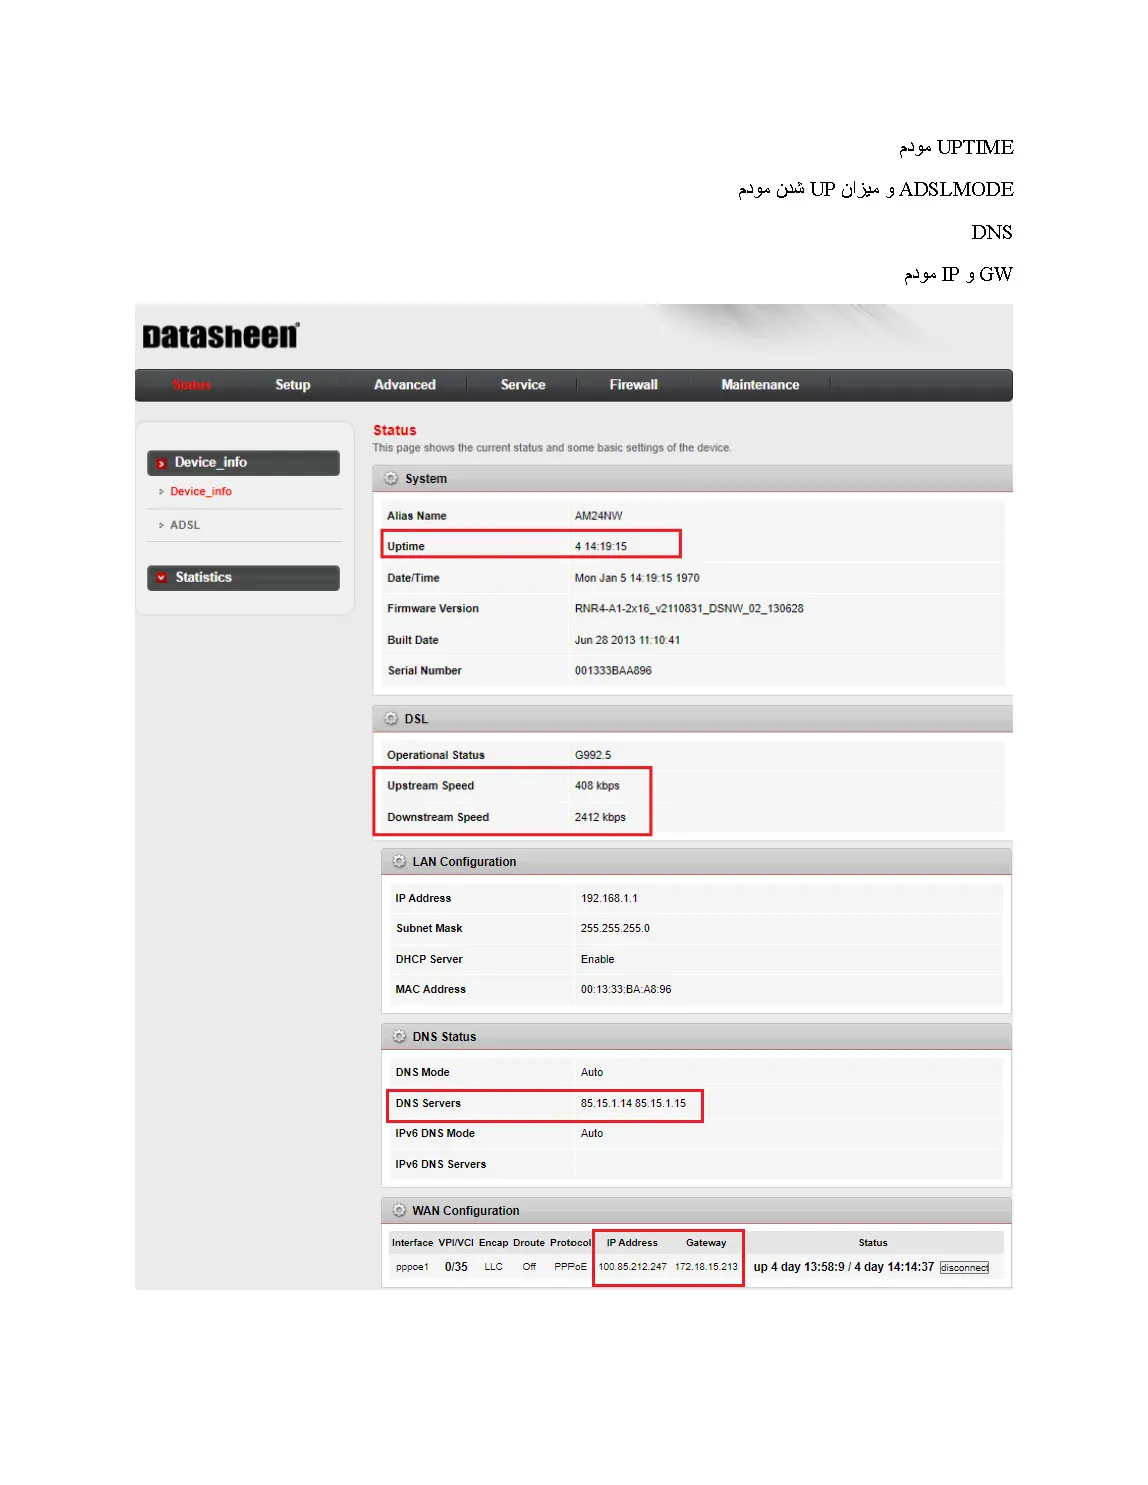 UPTIME مودم
ADSLMODE و میزان UP شدن مودم
DNS
GW و IP مودم
Datasheen
Status Setup Advanced Service Firewall Maintenance
Device_info
Device_info
ADSL
Statistics
Status
This page shows the current status and some basic settings of the device.
System
Alias Name AM24NW
Uptime 4 14:19:15
Date/Time Mon Jan 5 14:19:15 1970
Firmware Version RNR4-A1-2x16_v2110831_DSNW_02_130628
Built Date Jun 28 2013 11:10:41
Serial Number 001333BAA896
DSL
Operational Status G992.5
Upstream Speed 408 kbps
Downstream Speed 2412 kbps
LAN Configuration
IP Address 192.168.1.1
Subnet Mask 255.255.255.0
DHCP Server Enable
MAC Address 00:13:33:BA:A8:96
DNS Status
DNS Mode Auto
DNS Servers 85.15.1.14 85.15.1.15
IPv6 DNS Mode Auto
IPv6 DNS Servers
WAN Configuration
Interface VPI/VCI Encap Droute Protocol IP Address Gateway Status
pppoe1 0/35 LLC Off PPPoE 100.85.212.247 172.18.15.213 up 4 day 13:58:9 / 4 day 14:14:37 disconnect